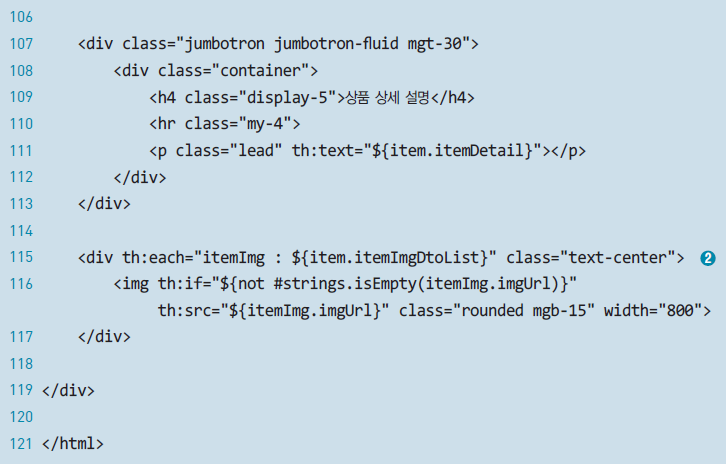 106
107 <div class="jumbotron jumbotron-fluid mgt-30">
108 <div class="container">
109 <h4 class="display-5">상품 상세 설명</h4>
110 <hr class="my-4">
111 <p class="lead" th:text="${item.itemDetail}"></p>
112 </div>
113 </div>
114
115 <div th:each="itemImg : ${item.itemImgDtoList}" class="text-center"> ❷
116 <img th:if="${not #strings.isEmpty(itemImg.imgUrl)}"
th:src="${itemImg.imgUrl}" class="rounded mgb-15" width="800">
117 </div>
118
119 </div>
120
121 </html>